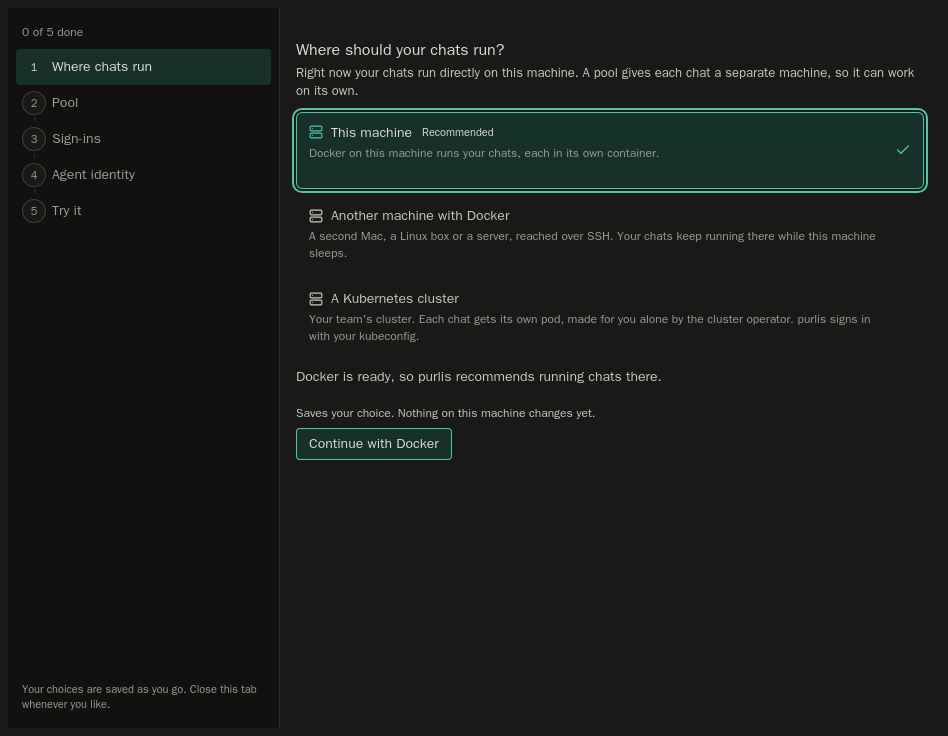 0 of 5 done
1 Where chats run
2 Pool
3 Sign-ins
4 Agent identity
5 Try it
Your choices are saved as you go. Close this tab
whenever you like.
Where should your chats run?
Right now your chats run directly on this machine. A pool gives each chat a separate machine, so it can work
on its own.
This machine Recommended
Docker on this machine runs your chats, each in its own container.
Another machine with Docker
A second Mac, a Linux box or a server, reached over SSH. Your chats keep running there while this machine
sleeps.
A Kubernetes cluster
Your team's cluster. Each chat gets its own pod, made for you alone by the cluster operator. purlis signs in
with your kubeconfig.
Docker is ready, so purlis recommends running chats there.
Saves your choice. Nothing on this machine changes yet.
Continue with Docker